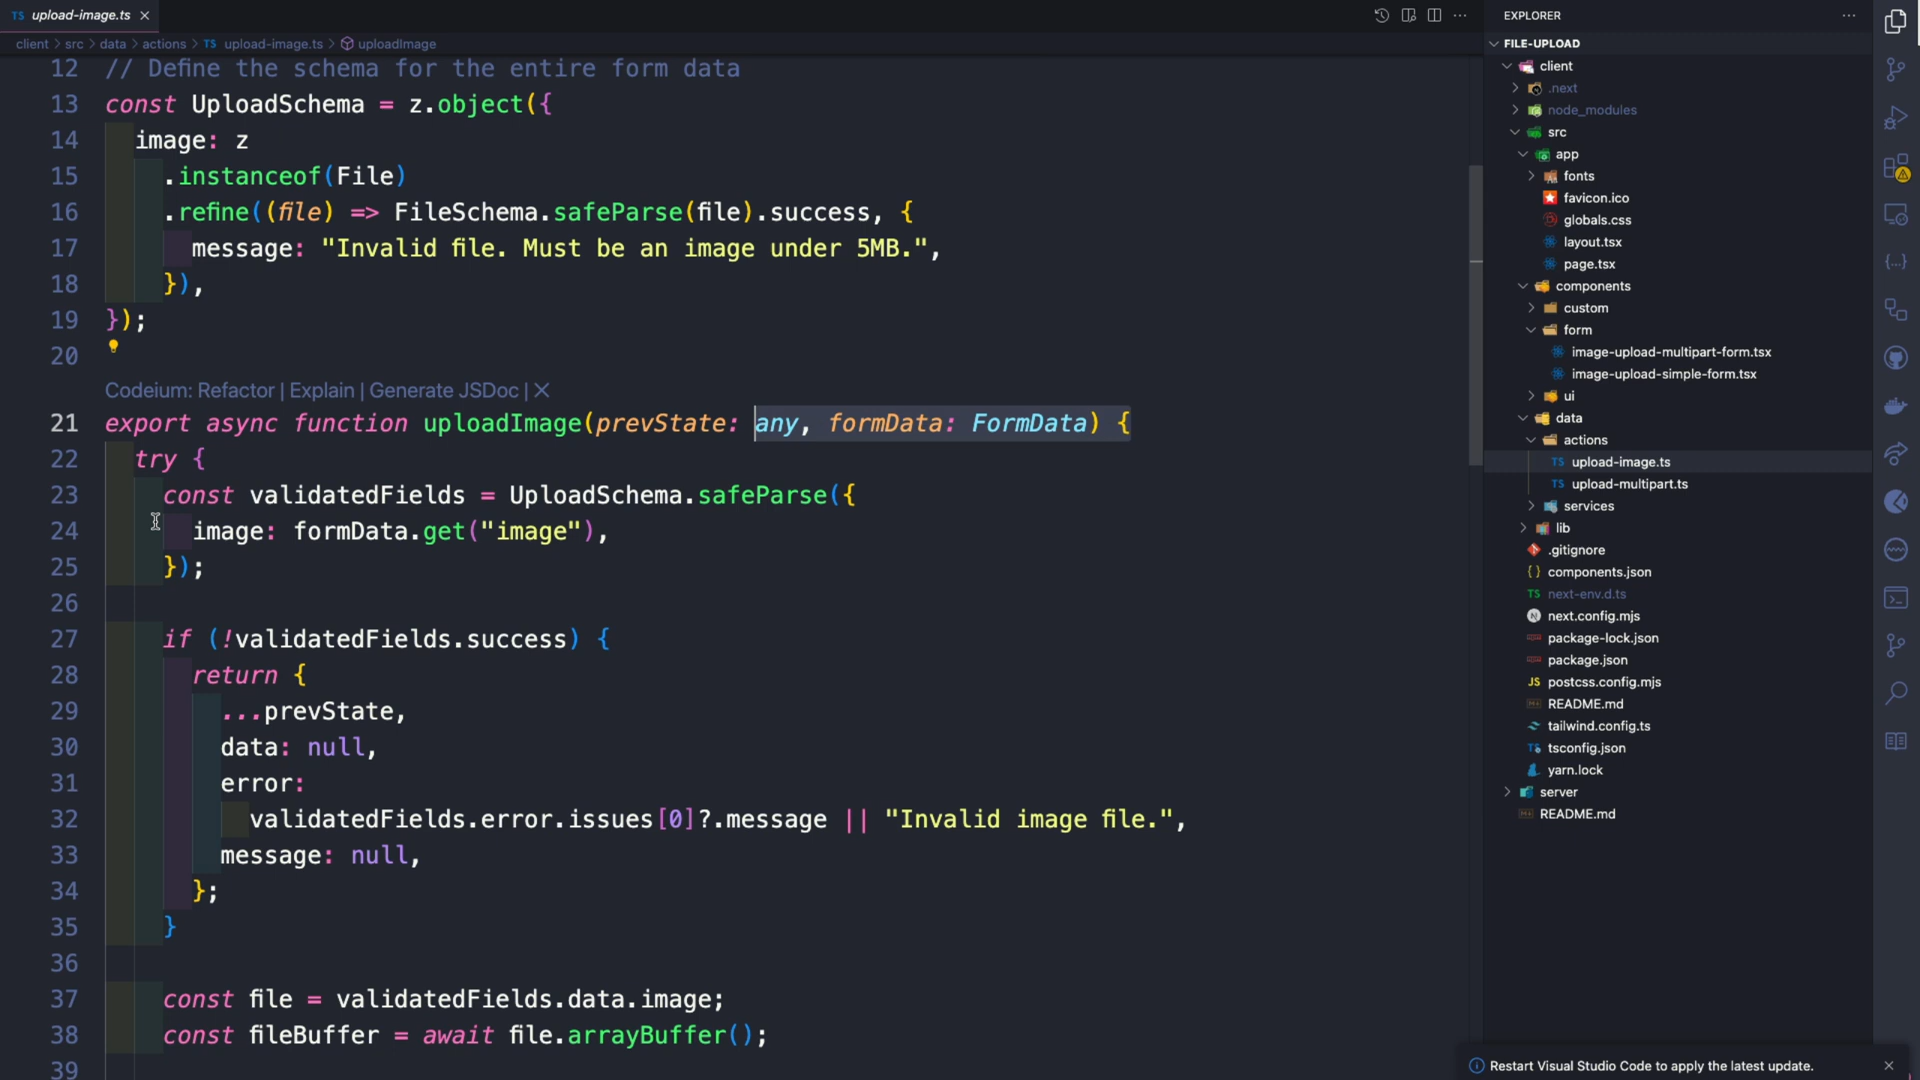 TS upload-image.ts
client > src > data > actions > TS upload-image.ts > uploadImage
12 // Define the schema for the entire form data
13 const UploadSchema = z.object({
14 image: z
15 .instanceof(File)
16 .refine((file) => FileSchema.safeParse(file).success, {
17 message: "Invalid file. Must be an image under 5MB.",
18 }),
19 });
20
Codeium: Refactor | Explain | Generate JSDoc | X
21 export async function uploadImage(prevState: any, formData: FormData) {
22 try {
23 const validatedFields = UploadSchema.safeParse({
24 image: formData.get("image"),
25 });
26
27 if (!validatedFields.success) {
28 return {
29 ...prevState,
30 data: null,
31 error:
32 validatedFields.error.issues[0]?.message || "Invalid image file.",
33 message: null,
34 };
35 }
36
37 const file = validatedFields.data.image;
38 const fileBuffer = await file.arrayBuffer();
39
EXPLORER
FILE-UPLOAD
client
.next
node_modules
src
app
fonts
favicon.ico
globals.css
layout.tsx
page.tsx
components
custom
form
image-upload-multipart-form.tsx
image-upload-simple-form.tsx
ui
data
actions
TS upload-image.ts
TS upload-multipart.ts
services
lib
.gitignore
{ } components.json
TS next-env.d.ts
N next.config.mjs
package-lock.json
package.json
JS postcss.config.mjs
README.md
tailwind.config.ts
TS tsconfig.json
yarn.lock
server
README.md
Restart Visual Studio Code to apply the latest update.